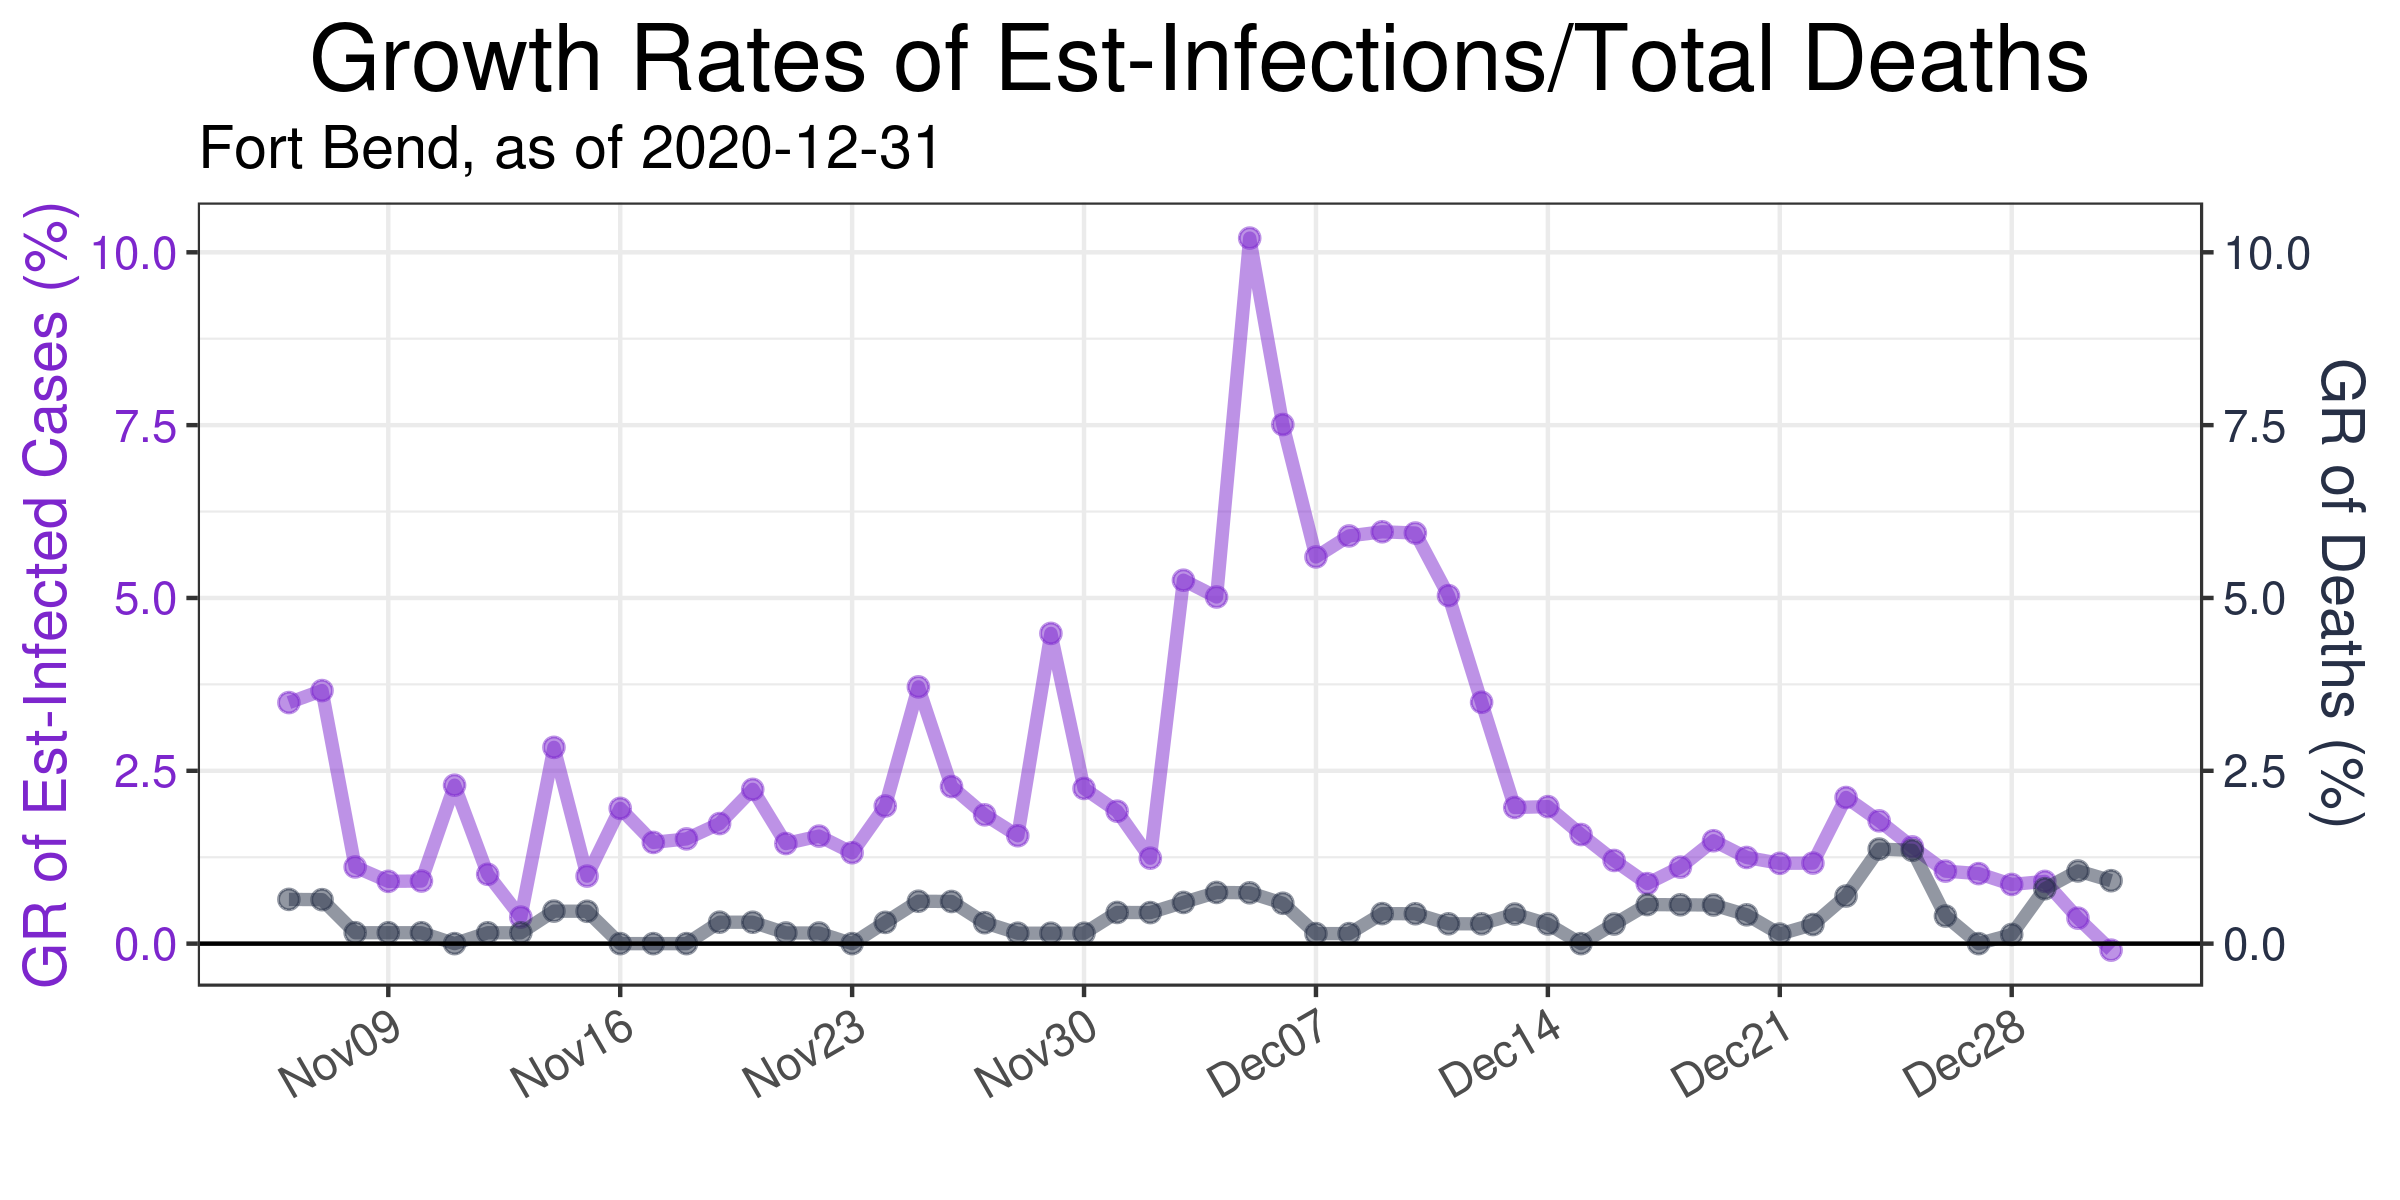 Growth Rates of Est-Infections/Total Deaths
Fort Bend, as of 2020-12-31
GR of Est-Infected Cases (%)
10.0
7.5
5.0
2.5
0.0
10.0
7.5
5.0
2.5
0.0
GR of Deaths (%)
Nov09
Nov16
Nov23
Nov30
Dec07
Dec14
Dec21
Dec28